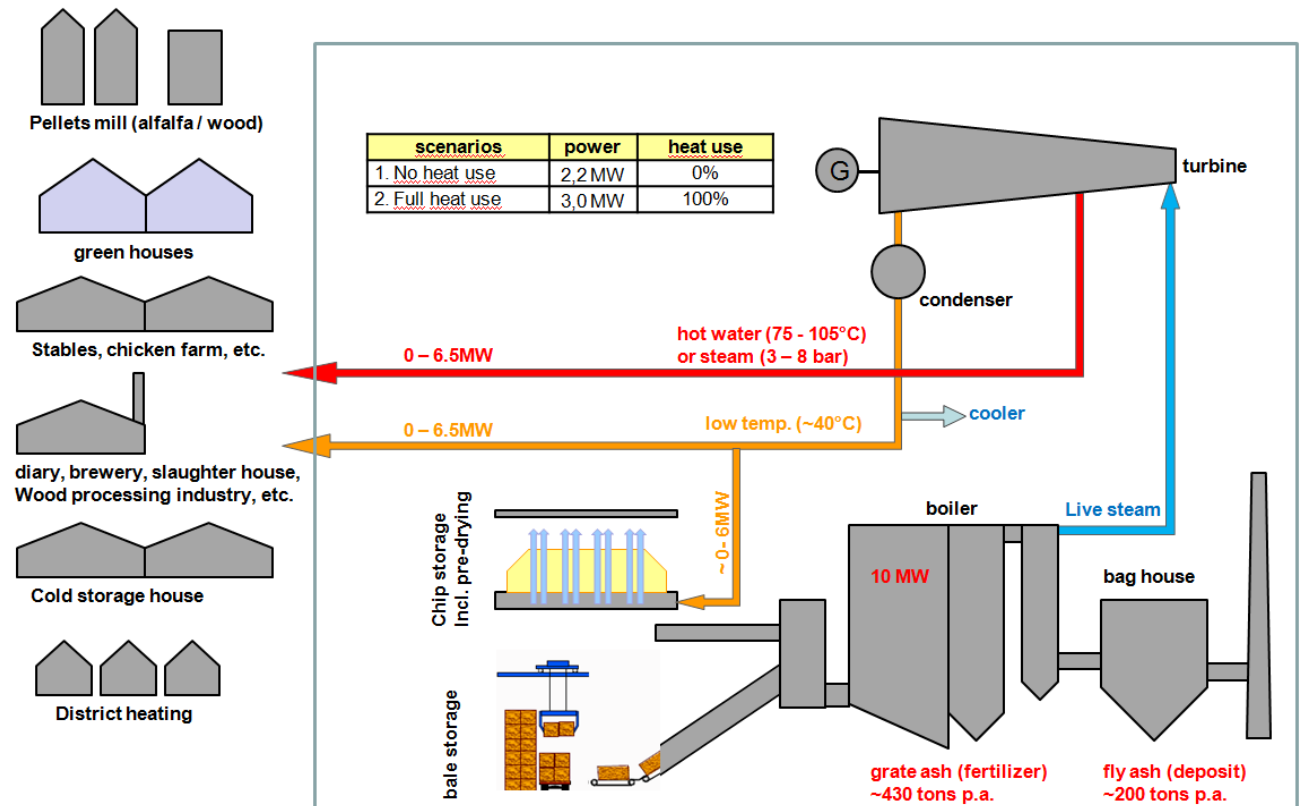 Pellets mill (alfalfa / wood)
green houses
Stables, chicken farm, etc.
diary, brewery, slaughter house,
Wood processing industry, etc.
Cold storage house
District heating
scenarios power heat use
1. No heat use 2,2 MW 0%
2. Full heat use 3,0 MW 100%
G
turbine
condenser
hot water (75 - 105°C)
or steam (3 – 8 bar)
0 – 6.5MW
cooler
low temp. (~40°C)
0 – 6.5MW
~ 0- 6MW
Chip storage
Incl. pre-drying
boiler
Live steam
10 MW
bag house
bale storage
grate ash (fertilizer)
~430 tons p.a.
fly ash (deposit)
~200 tons p.a.